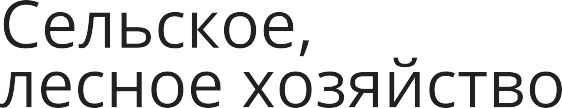 Сельское,
лесное хозяйство